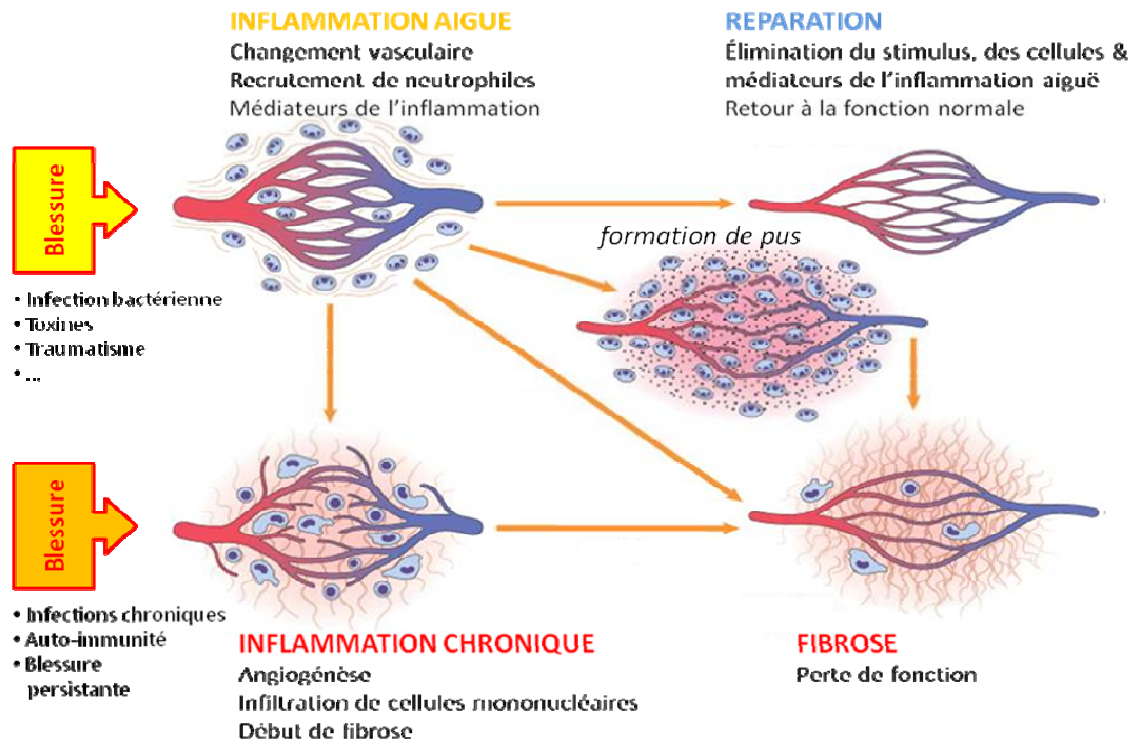 INFLAMMATION AIGUE
Changement vasculaire
Recrutement de neutrophiles
Médiateurs de l'inflammation
REPARATION
Élimination du stimulus, des cellules &
médiateurs de l'inflammation aiguë
Retour à la fonction normale
Blessure
• Infection bactérienne
• Toxines
• Traumatisme
• ...
formation de pus
Blessure
• Infections chroniques
• Auto-immunité
• Blessure
persistante
INFLAMMATION CHRONIQUE
Angiogénèse
Infiltration de cellules mononucléaires
Début de fibrose
FIBROSE
Perte de fonction